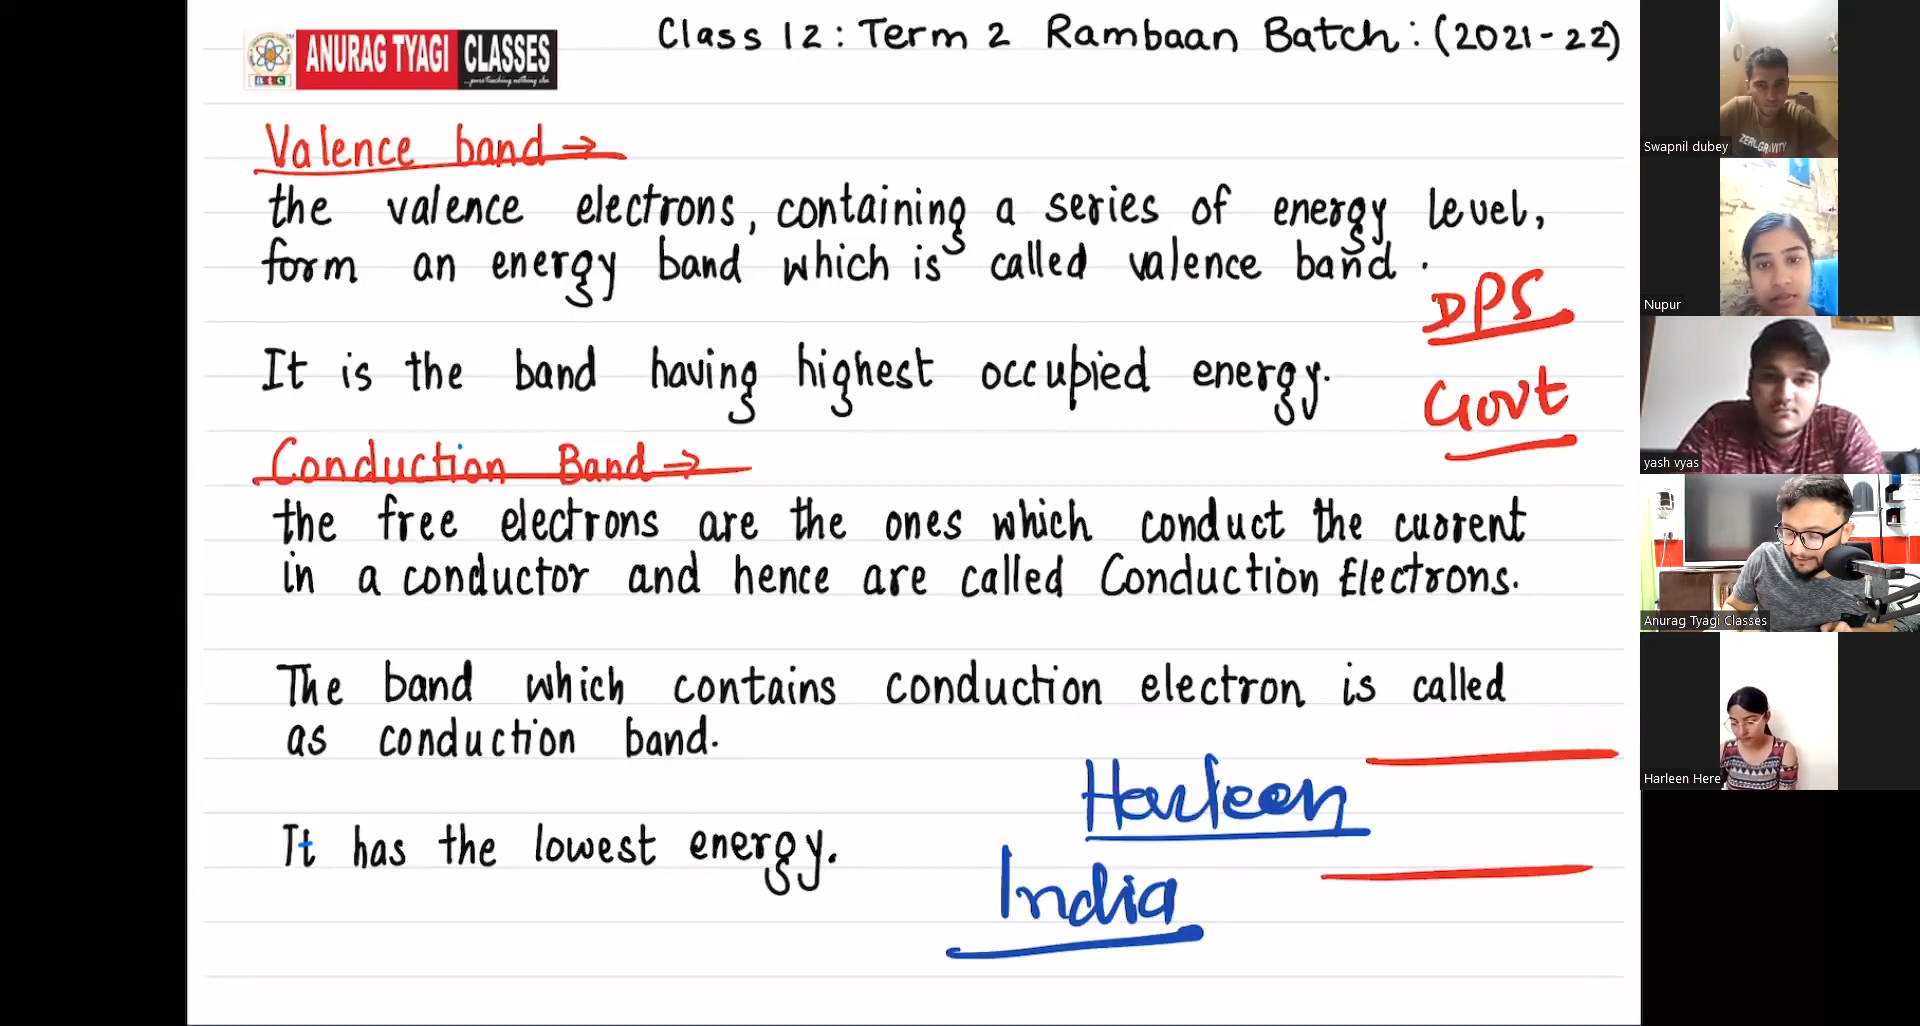 Class 12 : Term 2 Rambaan Batch : (2021-22)
ANURAG TYAGI CLASSES
atc
Valence band →
the valence electrons, containing a series of energy level,
form an energy band which is called valence band .
DPS
It is the band having highest occupied energy.
Govt
Conduction Band →
the free electrons are the ones which conduct the current
in a conductor and hence are called Conduction Electrons.
The band which contains conduction electron is called
as conduction band.
Harleen
It has the lowest energy.
India
Swapnil dubey
ZERLGRAVITY
Nupur
yash vyas
Anurag Tyagi Classes
Harleen Here